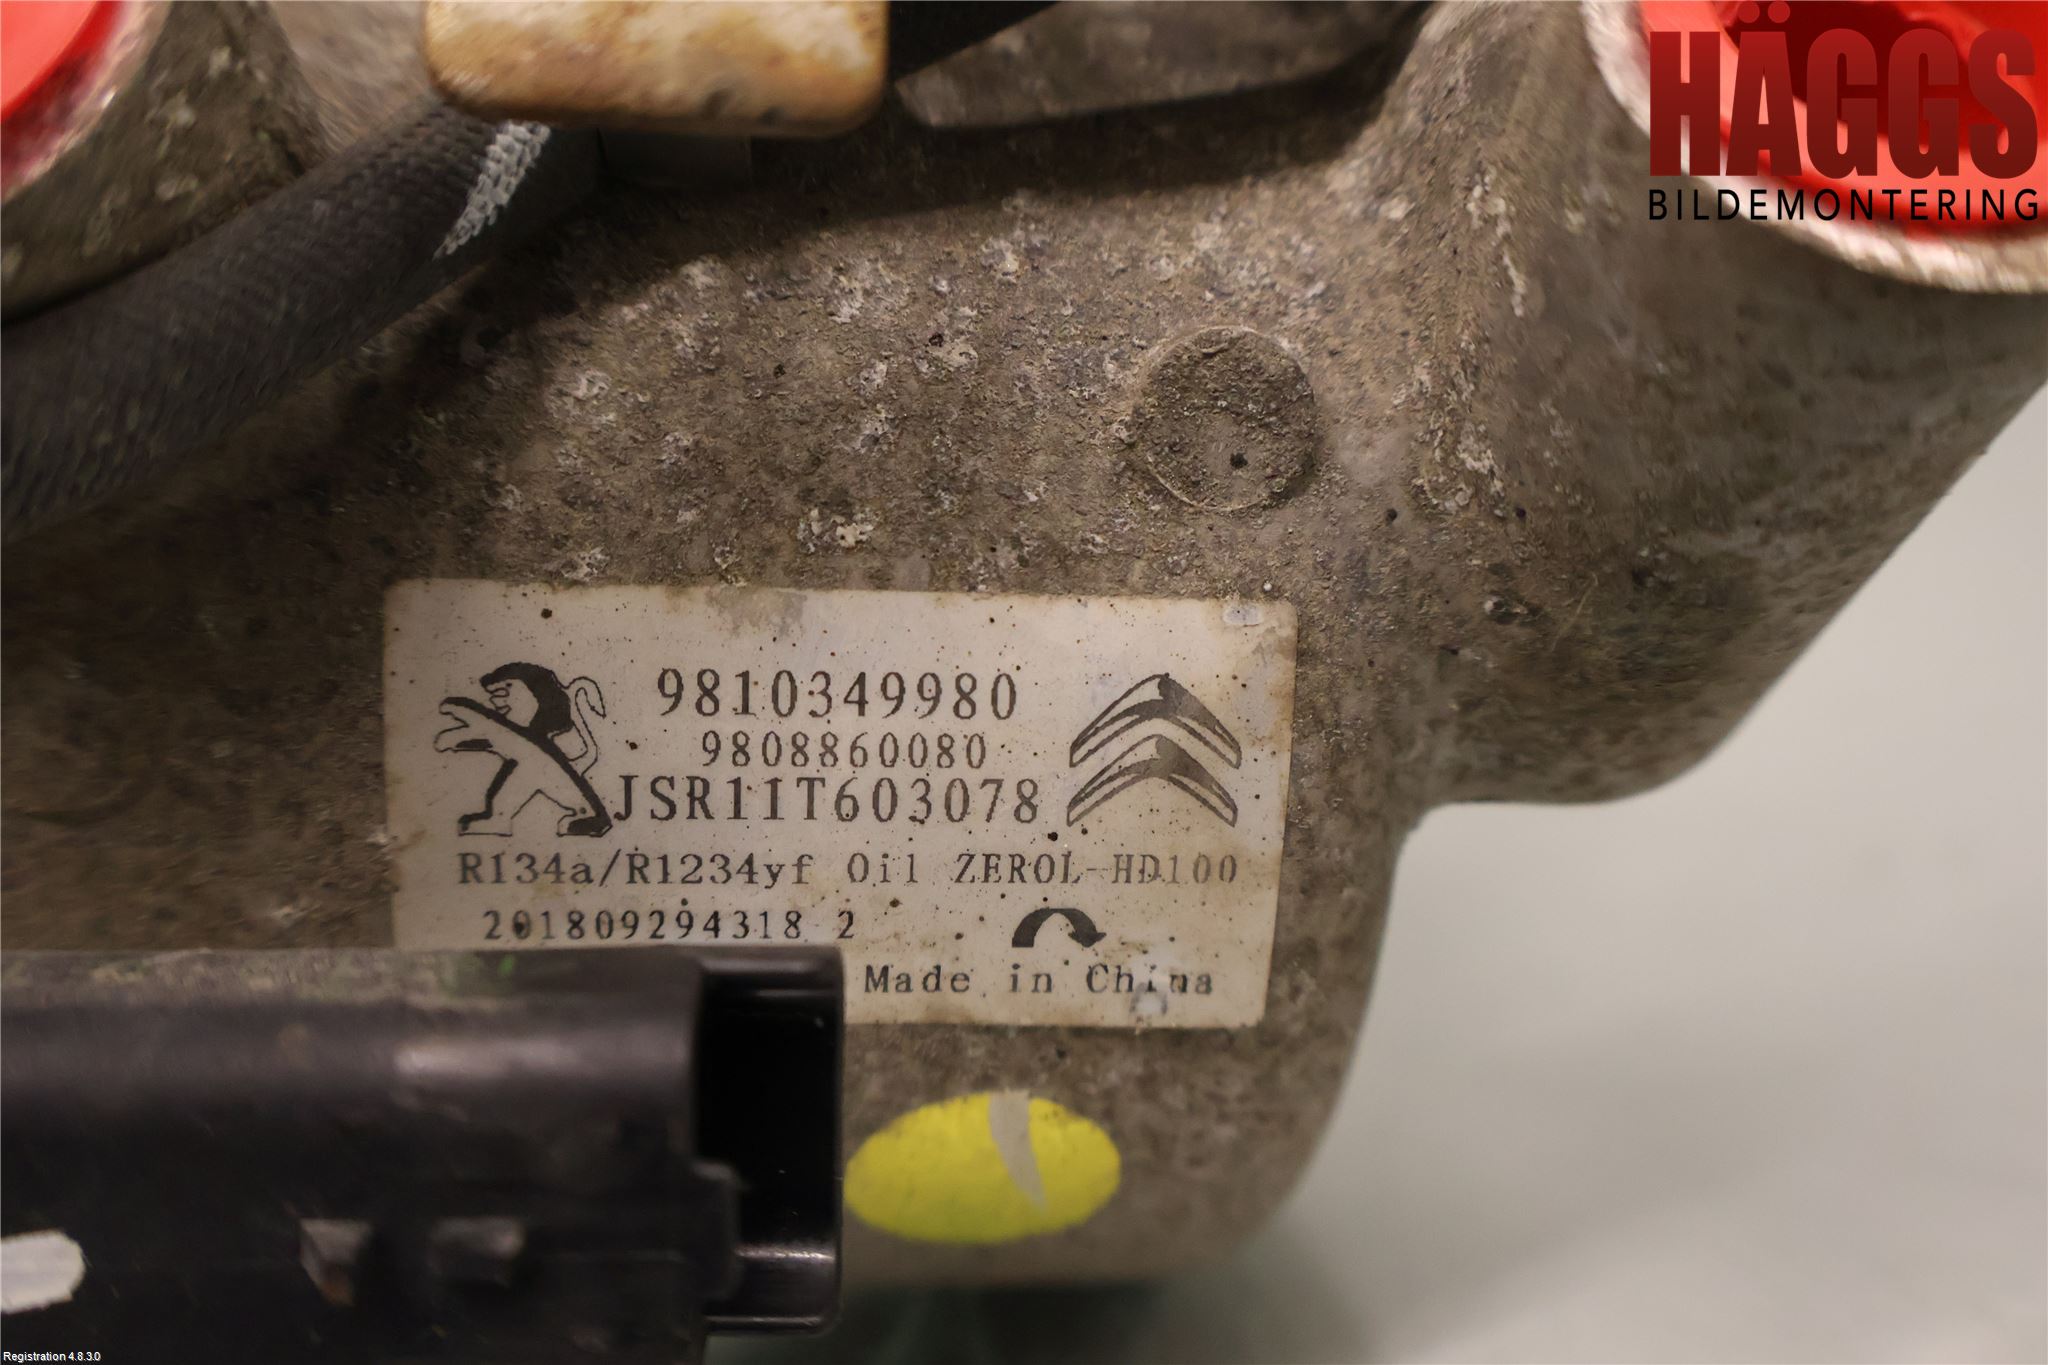 HÄGGS
BILDEMONTERING
9810349980
9808860080
JSR11T603078
R134a/R1234yf Oil ZEROL-HD100
201809294318 2
Made in China
Registration 4.8.3.0